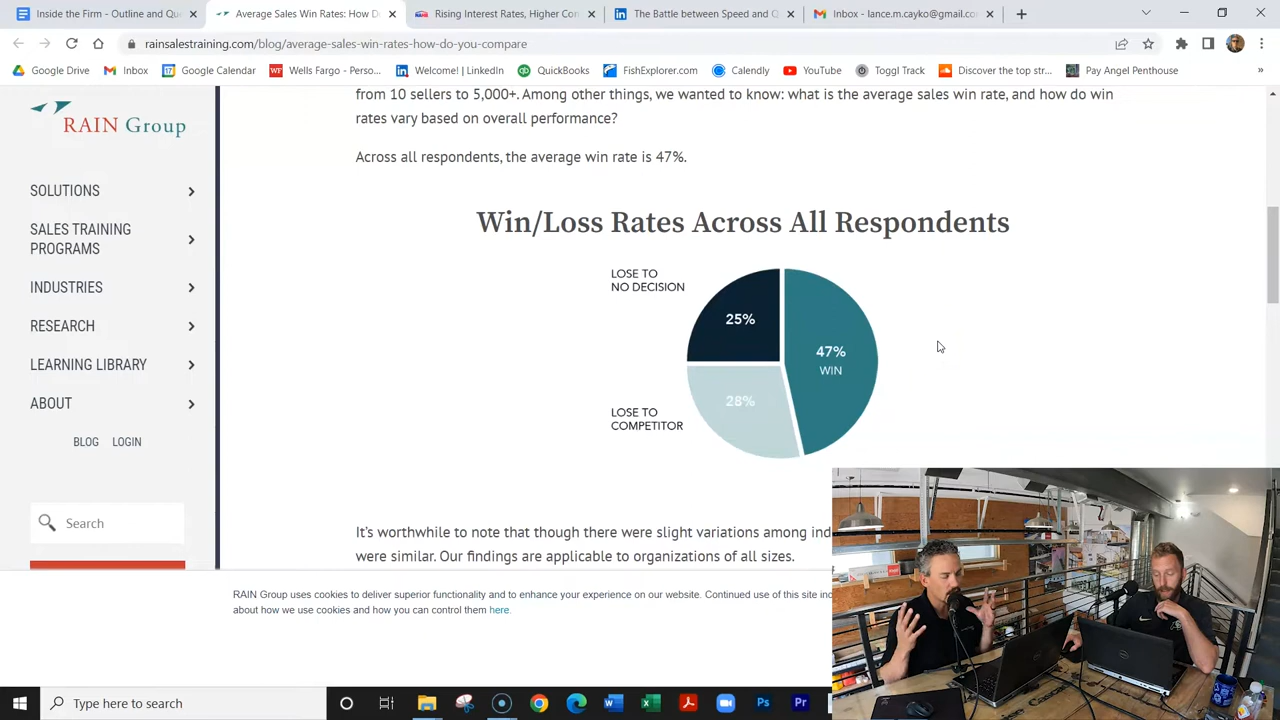 Inside the Firm - Outline and Qu
Average Sales Win Rates: How D
Rising Interest Rates, Higher Con
The Battle between Speed and Q
Inbox - lance.m.cayko@gmail.co
rainsalestraining.com/blog/average-sales-win-rates-how-do-you-compare
Google Drive
Inbox
Google Calendar
Wells Fargo - Perso...
Welcome! | LinkedIn
QuickBooks
FishExplorer.com
Calendly
YouTube
Toggl Track
Discover the top str...
Pay Angel Penthouse
»
RAIN Group
SOLUTIONS
SALES TRAINING
PROGRAMS
INDUSTRIES
RESEARCH
LEARNING LIBRARY
ABOUT
BLOG LOGIN
Search
from 10 sellers to 5,000+. Among other things, we wanted to know: what is the average sales win rate, and how do win
rates vary based on overall performance?
Across all respondents, the average win rate is 47%.
Win/Loss Rates Across All Respondents
LOSE TO
NO DECISION
25%
47%
WIN
28%
LOSE TO
COMPETITOR
It's worthwhile to note that though there were slight variations among ind
were similar. Our findings are applicable to organizations of all sizes.
RAIN Group uses cookies to deliver superior functionality and to enhance your experience on our website. Continued use of this site inc
about how we use cookies and how you can control them here.
Type here to search